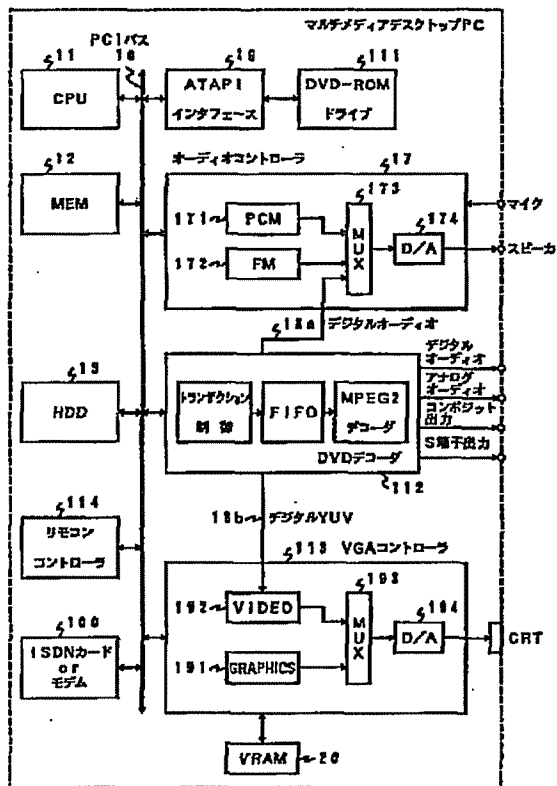 マルチメディアデスクトップPC
PCIバス
10
11
CPU
16
ATAPI
インタフェース
111
DVD-ROM
ドライブ
12
MEM
オーディオコントローラ
17
171
PCM
172
FM
173
MUX
174
D/A
マイク
スピーカ
18a
デジタルオーディオ
13
HDD
トランザクション
制御
FIFO
MPEG2
デコーダ
DVDデコーダ
112
デジタル
オーディオ
アナログ
オーディオ
コンポジット
出力
S端子出力
18b
デジタルYUV
114
リモコン
コントローラ
113
VGAコントローラ
192
VIDEO
191
GRAPHICS
193
MUX
194
D/A
CRT
100
ISDNカード
or
モデム
VRAM
20